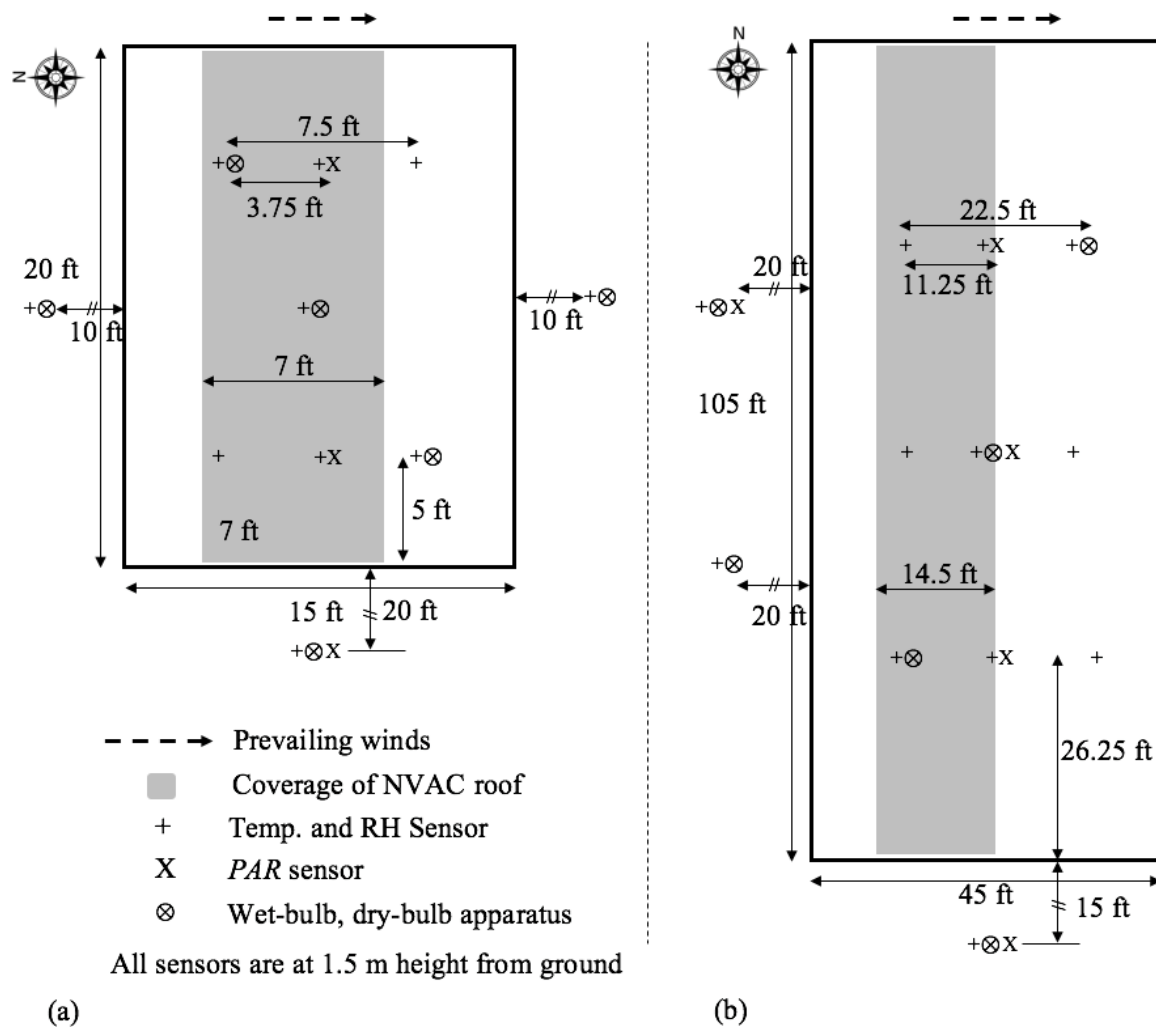 N
7.5 ft
+⊗
+X
+
3.75 ft
20 ft
+⊗
10 ft
+⊗
10 ft
+⊗
7 ft
+
+X
+⊗
5 ft
7 ft
15 ft
20 ft
+⊗X
Prevailing winds
Coverage of NVAC roof
+ Temp. and RH Sensor
X PAR sensor
⊗ Wet-bulb, dry-bulb apparatus
All sensors are at 1.5 m height from ground
(a)
N
22.5 ft
+
+X
+⊗
11.25 ft
20 ft
+⊗X
105 ft
+
+⊗X
+
+⊗
20 ft
14.5 ft
+⊗
+X
+
26.25 ft
45 ft
15 ft
+⊗X
(b)